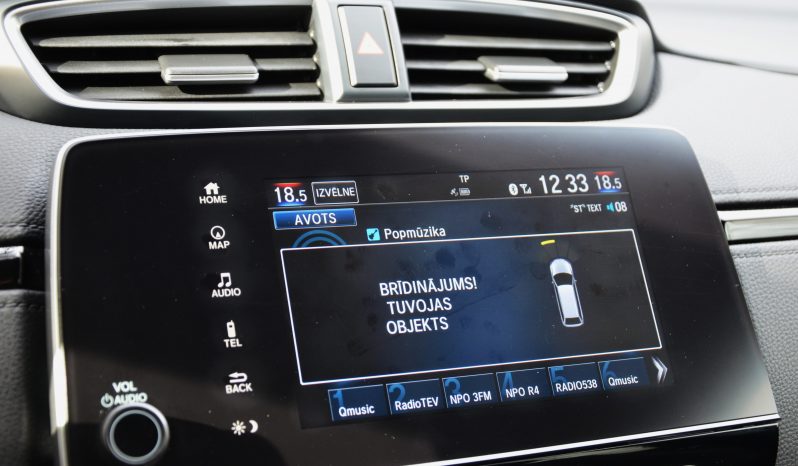 HOME
MAP
AUDIO
TEL
BACK
VOL
AUDIO
18.5 IZVĒLNE TP 12 33 18.5
AVOTS "ST" TEXT 08
Popmūzika
BRĪDINĀJUMS!
TUVOJAS
OBJEKTS
1 Qmusic
2 RadioTEV
3 NPO 3FM
4 NPO R4
5 RADIO538
6 Qmusic